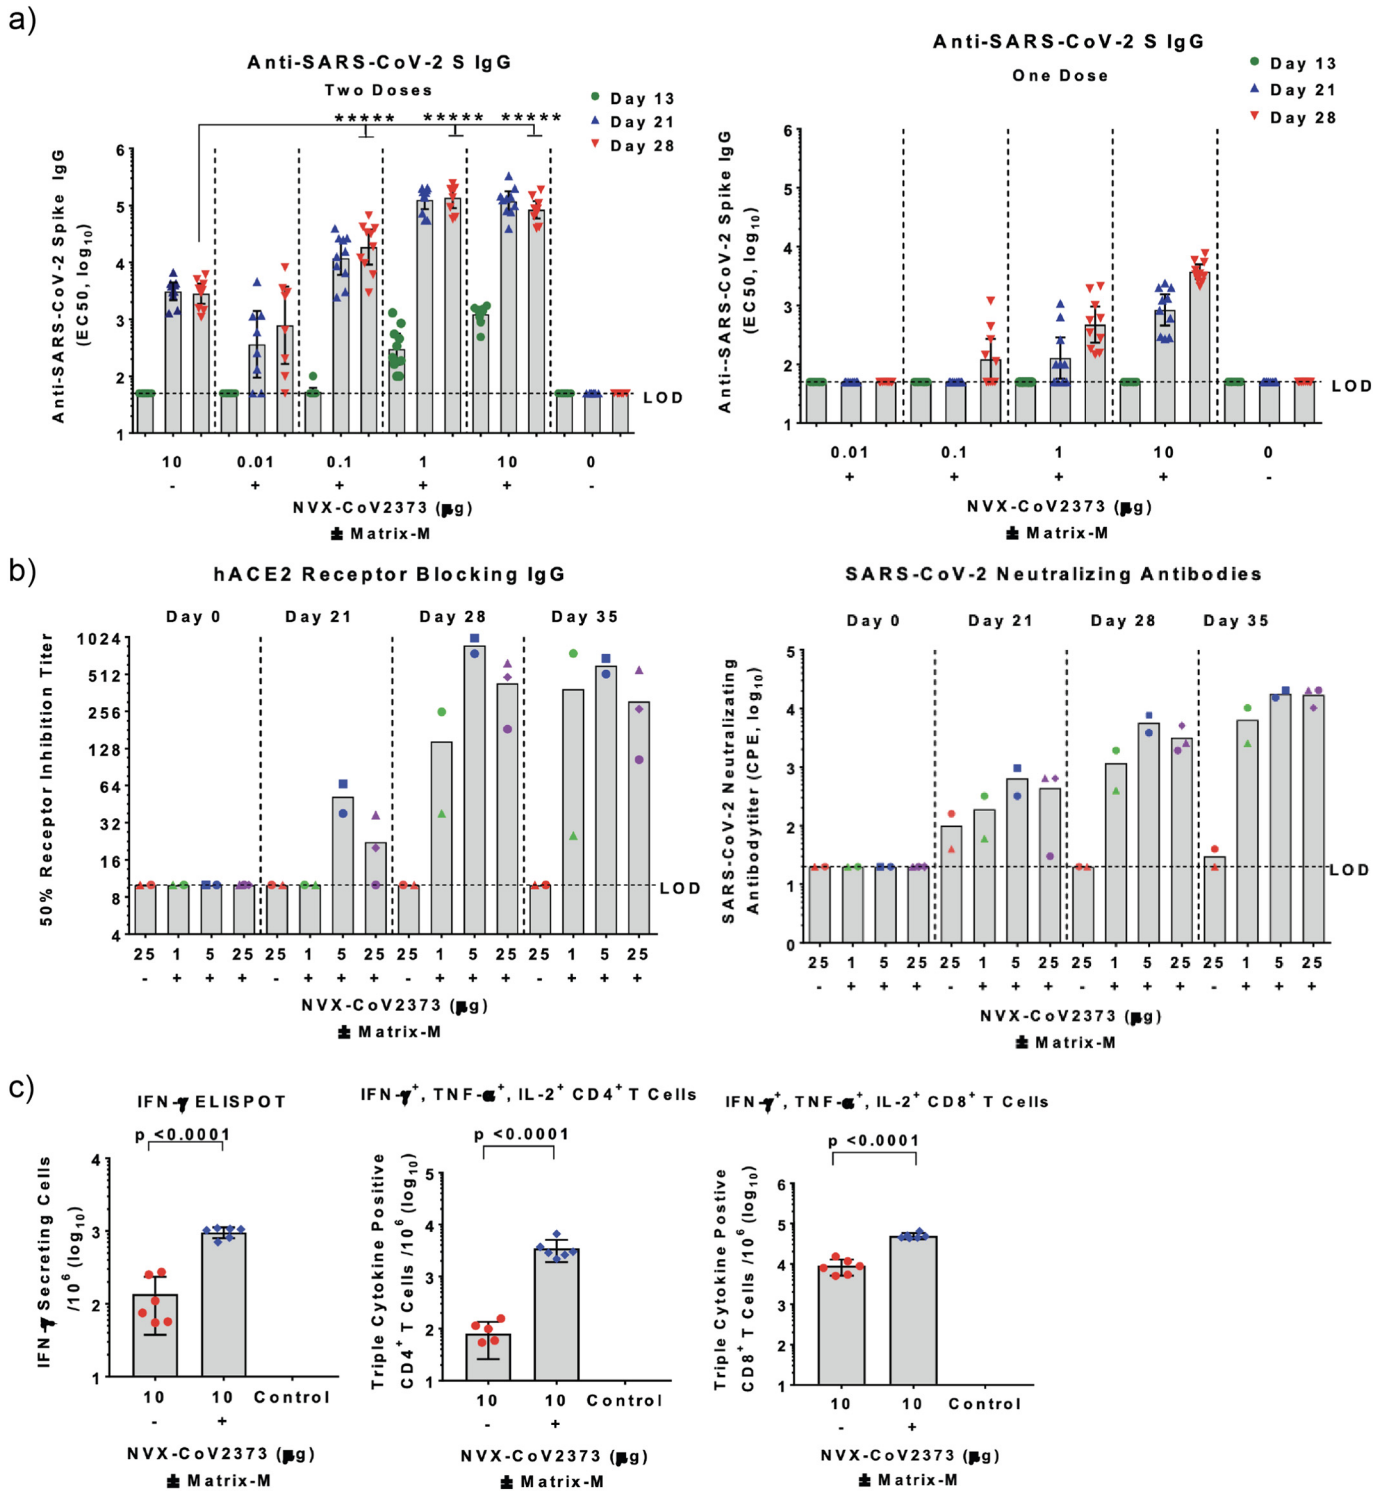 a)
Anti-SARS-CoV-2 S IgG
Two Doses
Day 13
Day 21
Day 28
***** ***** *****
Anti-SARS-CoV-2 Spike IgG
(EC50, log10)
6
5
4
3
2
1
LOD
10 0.01 0.1 1 10 0
- + + + + -
NVX-CoV2373 (μg)
± Matrix-M
Anti-SARS-CoV-2 S IgG
One Dose
Day 13
Day 21
Day 28
Anti-SARS-CoV-2 Spike IgG
(EC50, log10)
6
5
4
3
2
1
LOD
0.01 0.1 1 10 0
+ + + + -
NVX-CoV2373 (μg)
± Matrix-M
b)
hACE2 Receptor Blocking IgG
Day 0 Day 21 Day 28 Day 35
50% Receptor Inhibition Titer
1024
512
256
128
64
32
16
8
4
LOD
25 1 5 25 25 1 5 25 25 1 5 25 25 1 5 25
- + + + - + + + - + + + - + + +
NVX-CoV2373 (μg)
± Matrix-M
SARS-CoV-2 Neutralizing Antibodies
Day 0 Day 21 Day 28 Day 35
SARS-CoV-2 Neutralizing
Antibodytiter (CPE, log10)
5
4
3
2
1
0
LOD
25 1 5 25 25 1 5 25 25 1 5 25 25 1 5 25
- + + + - + + + - + + + - + + +
NVX-CoV2373 (μg)
± Matrix-M
c)
IFN-γ ELISPOT
p <0.0001
IFN-γ Secreting Cells
/10⁶ (log10)
4
3
2
1
10 10 Control
- +
NVX-CoV2373 (μg)
± Matrix-M
IFN-γ⁺, TNF-α⁺, IL-2⁺ CD4⁺ T Cells
p <0.0001
Triple Cytokine Positive
CD4⁺ T Cells /10⁶ (log10)
5
4
3
2
1
10 10 Control
- +
NVX-CoV2373 (μg)
± Matrix-M
IFN-γ⁺, TNF-α⁺, IL-2⁺ CD8⁺ T Cells
p <0.0001
Triple Cytokine Postive
CD8⁺ T Cells /10⁶ (log10)
6
5
4
3
2
1
10 10 Control
- +
NVX-CoV2373 (μg)
± Matrix-M